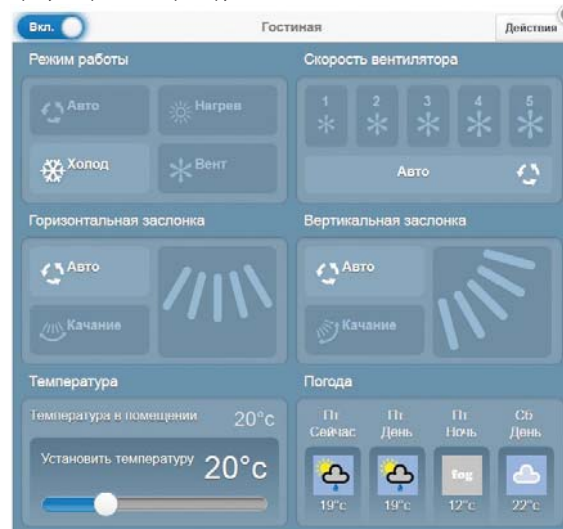 Вкл.
Гостиная
Действия
Режим работы
Авто
Нагрев
Холод
Вент
Скорость вентилятора
1 2 3 4 5
Авто
Горизонтальная заслонка
Авто
Качание
Вертикальная заслонка
Авто
Качание
Температура
Температура в помещении 20°c
Установить температуру 20°c
Погода
Пт Пт Пт Сб
Сейчас День Ночь День
fog
19°c 19°c 12°c 22°c